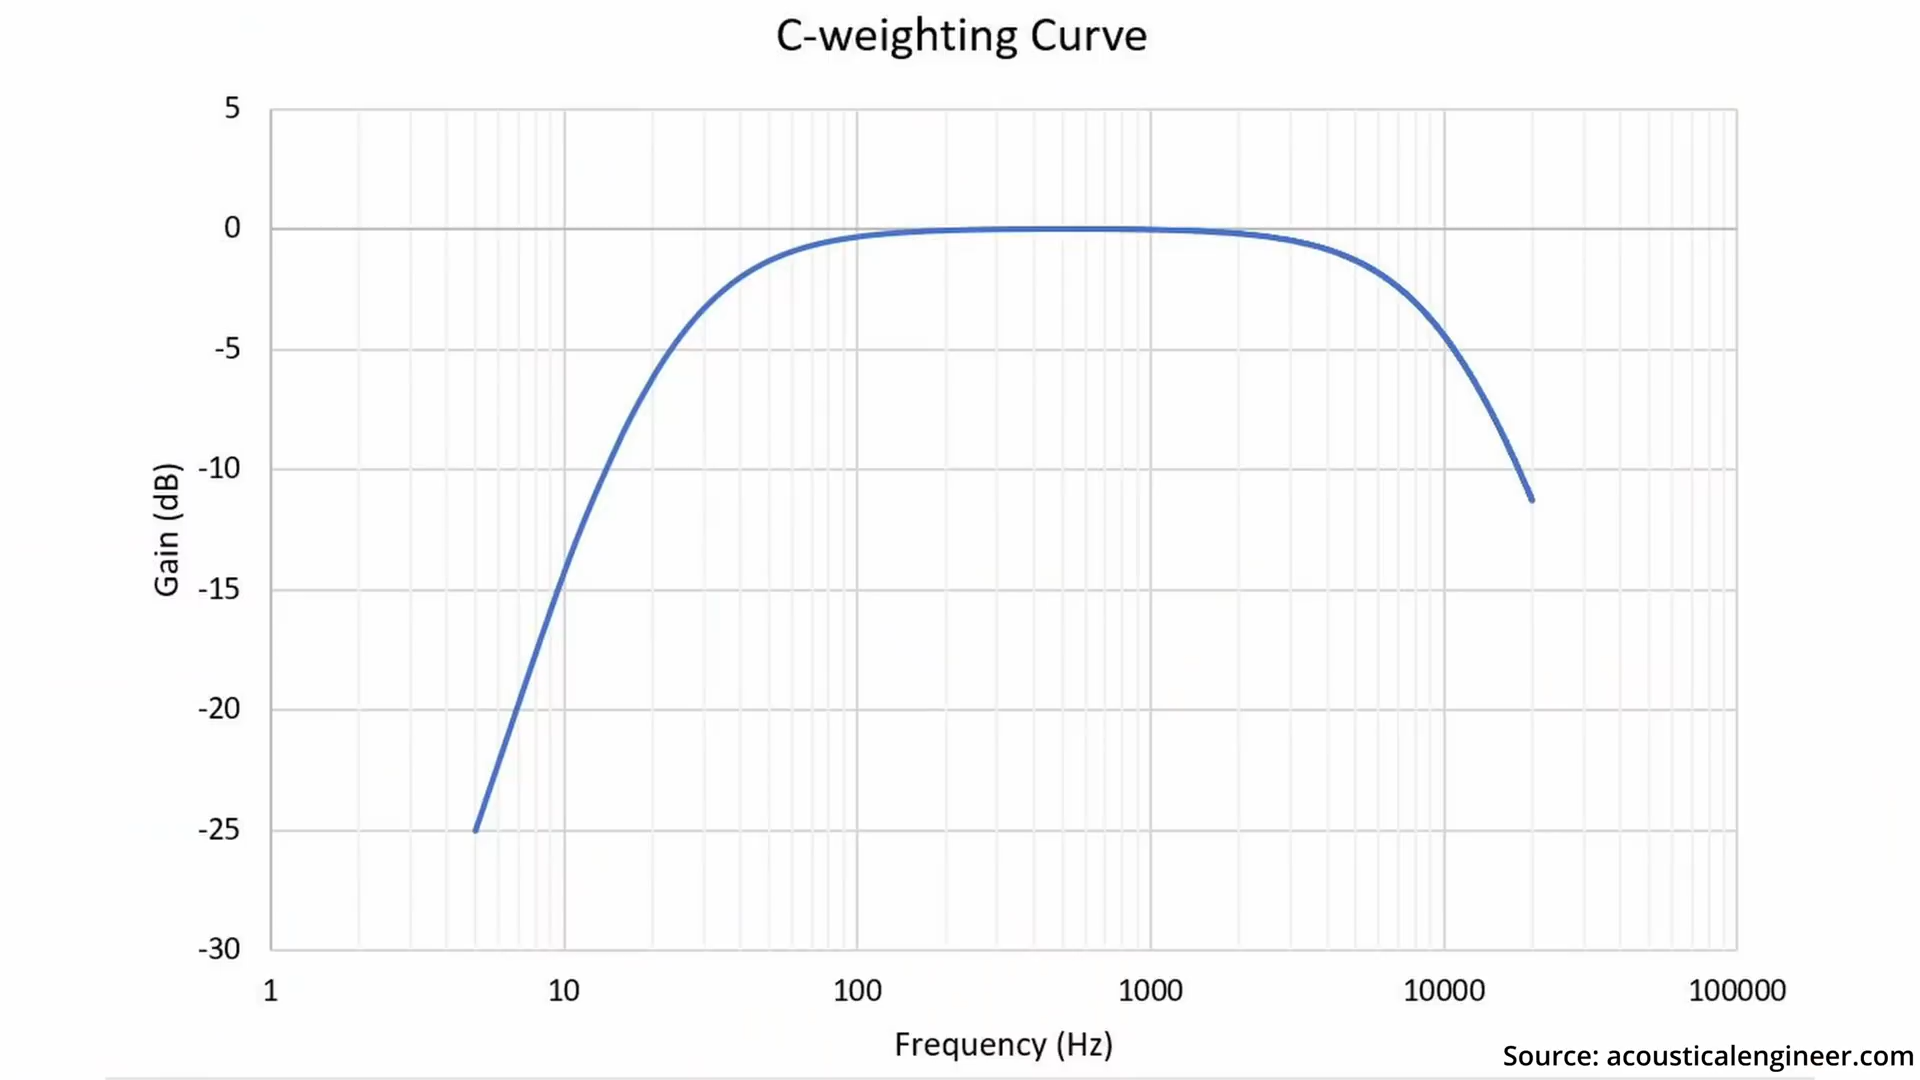 C-weighting Curve
5
0
-5
-10
-15
-20
-25
-30
Gain (dB)
1 10 100 1000 10000 100000
Frequency (Hz)
Source: acousticalengineer.com